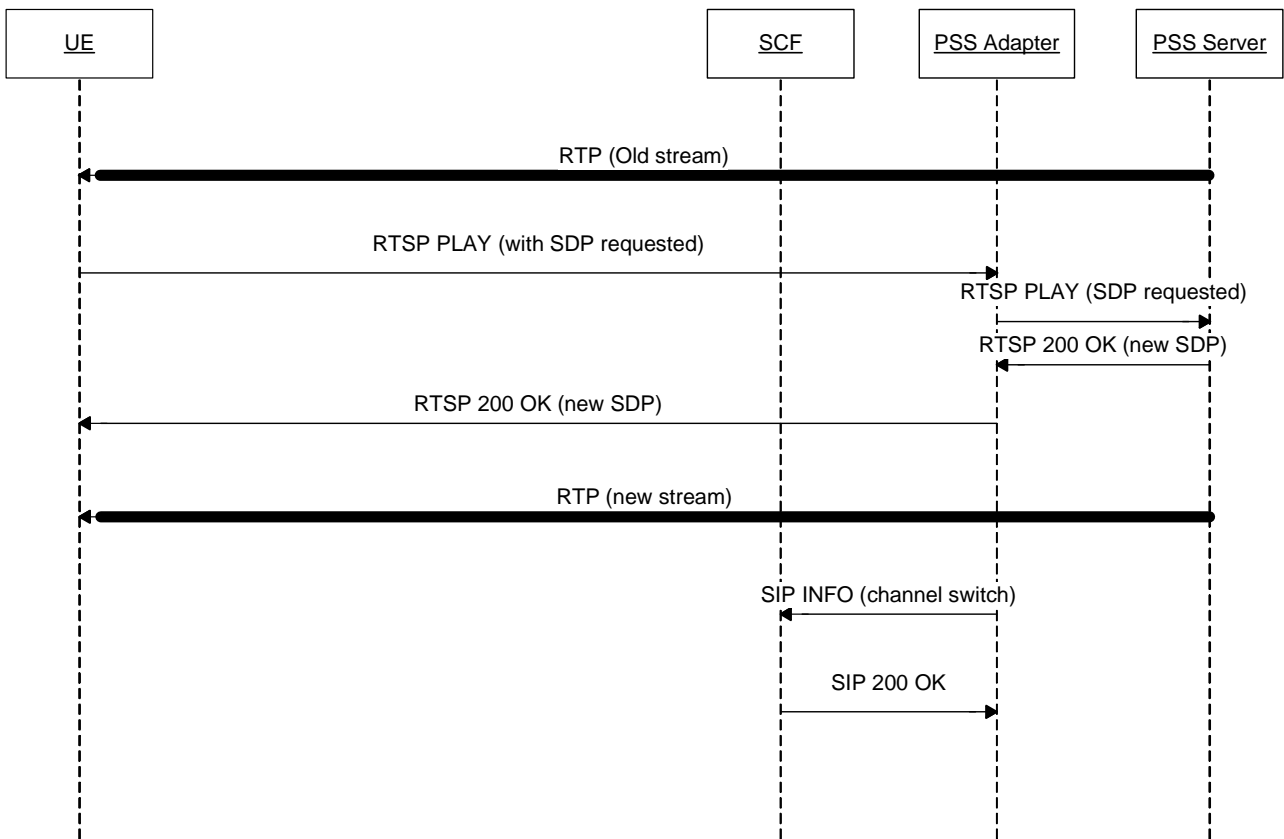 UE
SCF
PSS Adapter
PSS Server
RTP (Old stream)
RTSP PLAY (with SDP requested)
RTSP PLAY (SDP requested)
RTSP 200 OK (new SDP)
RTSP 200 OK (new SDP)
RTP (new stream)
SIP INFO (channel switch)
SIP 200 OK